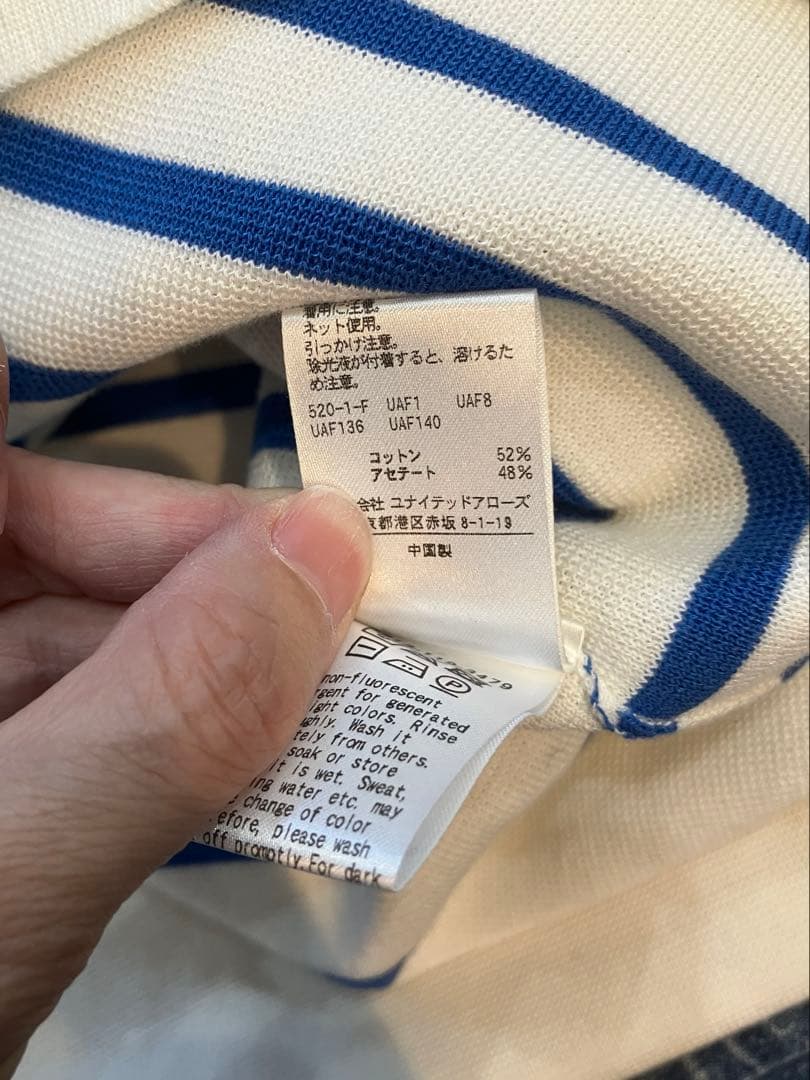 着用に注意。
ネット使用。
引っかけ注意。
除光液が付着すると、溶けるた
め注意。
520-1-F UAF1 UAF8
UAF136 UAF140
コットン 52%
アセテート 48%
会社 ユナイテッドアローズ
京都港区赤坂 8-1-19
中国製
non-fluorescent
rgent for generated
ight colors. Rinse
ghly. Wash it
tely from others.
soak or store
it is wet. Sweat,
ing water etc. may
change of color
efore, please wash
off promptly.For dark